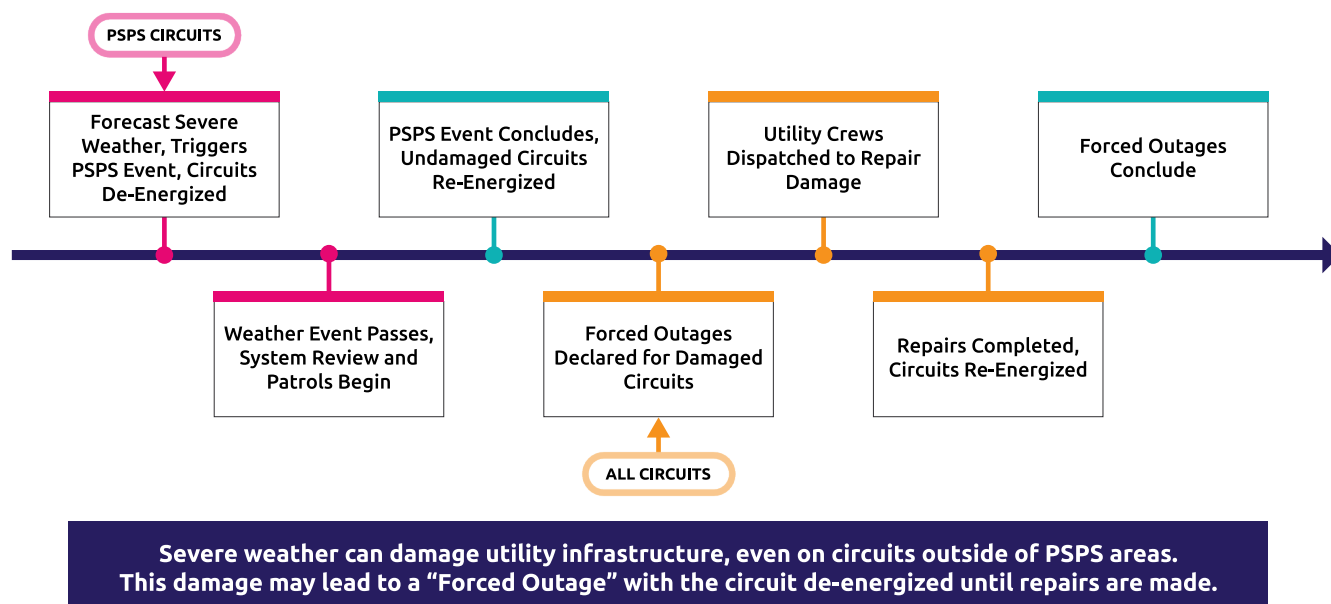 PSPS CIRCUITS
Forecast Severe
Weather, Triggers
PSPS Event, Circuits
De-Energized
Weather Event Passes,
System Review and
Patrols Begin
PSPS Event Concludes,
Undamaged Circuits
Re-Energized
Forced Outages
Declared for Damaged
Circuits
ALL CIRCUITS
Utility Crews
Dispatched to Repair
Damage
Repairs Completed,
Circuits Re-Energized
Forced Outages
Conclude
Severe weather can damage utility infrastructure, even on circuits outside of PSPS areas.
This damage may lead to a “Forced Outage” with the circuit de-energized until repairs are made.